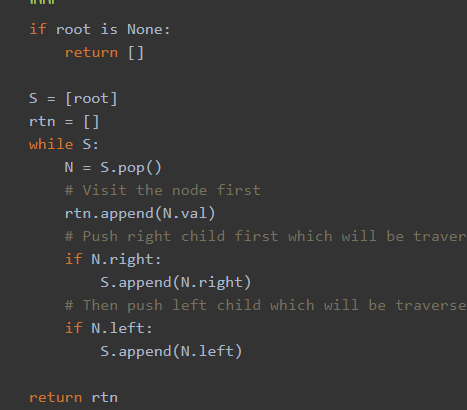 """
if root is None:
    return []

S = [root]
rtn = []
while S:
    N = S.pop()
    # Visit the node first
    rtn.append(N.val)
    # Push right child first which will be traver
    if N.right:
        S.append(N.right)
    # Then push left child which will be traverse
    if N.left:
        S.append(N.left)

return rtn